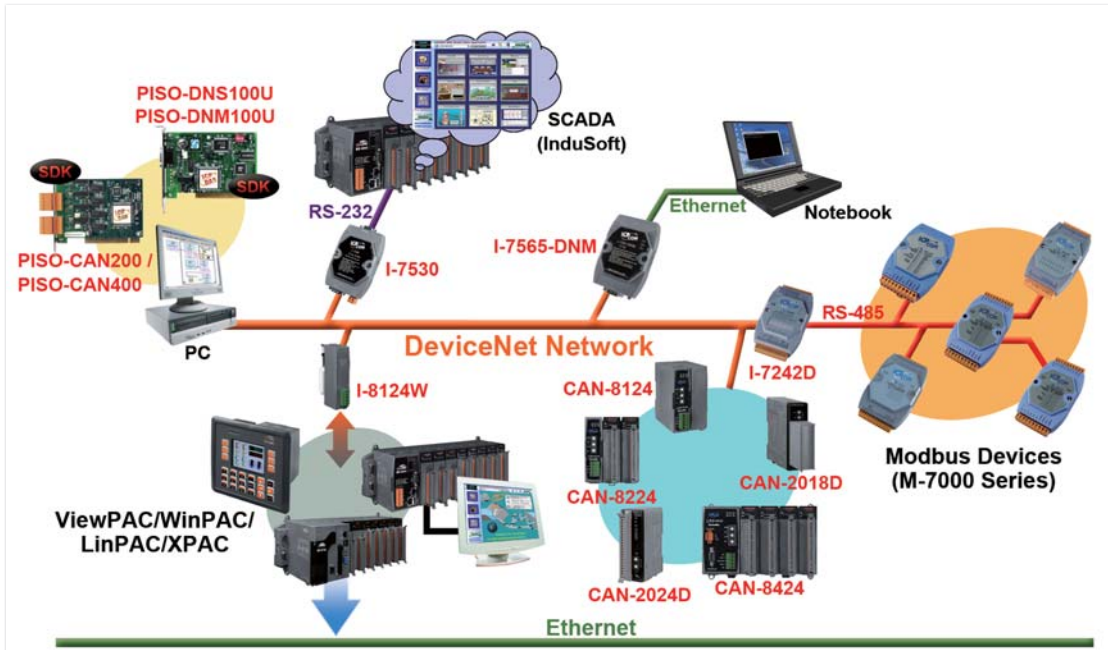 PISO-DNS100U
PISO-DNM100U
SDK
SDK
PISO-CAN200 /
PISO-CAN400
PC
SCADA
(InduSoft)
RS-232
I-7530
Ethernet
Notebook
I-7565-DNM
RS-485
DeviceNet Network
I-7242D
I-8124W
CAN-8124
CAN-8224
CAN-2018D
CAN-2024D
CAN-8424
Modbus Devices
(M-7000 Series)
ViewPAC/WinPAC/
LinPAC/XPAC
Ethernet